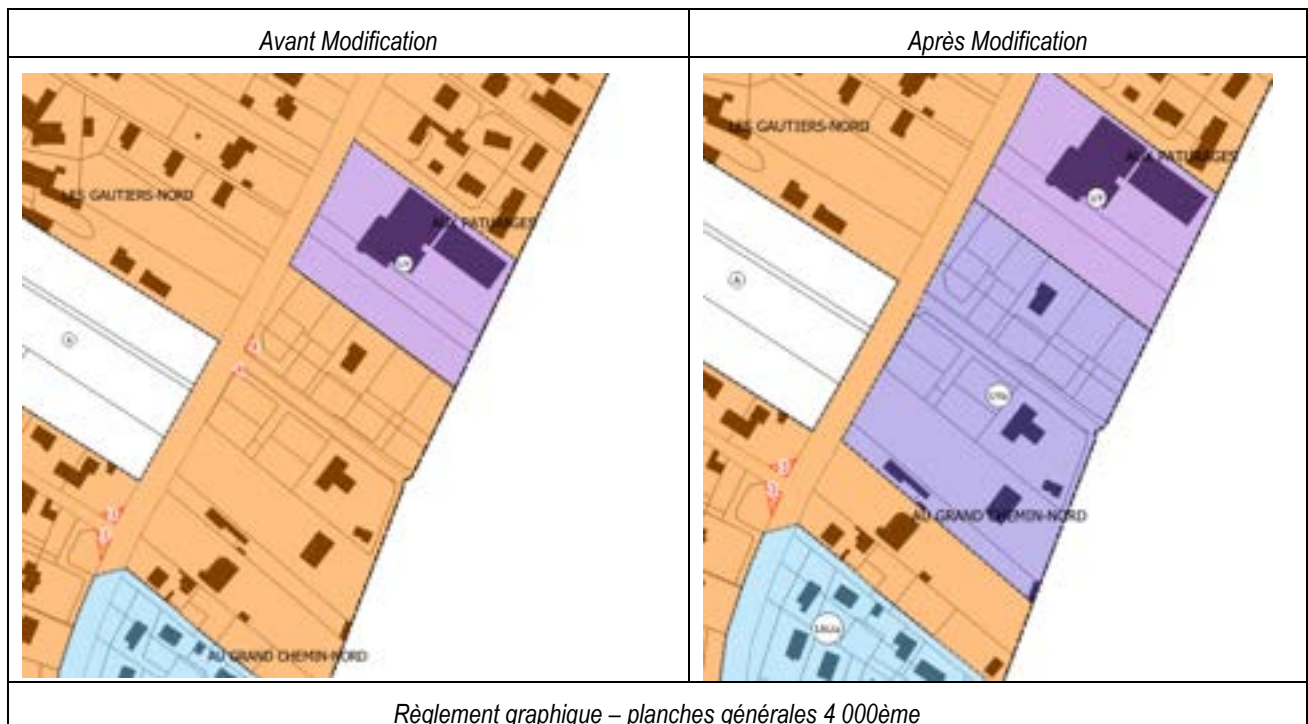 Avant Modification
Après Modification
LES GAUTIERS-NORD
AUX PATURAGES
AU GRAND CHEMIN-NORD
LES GAUTIERS-NORD
AUX PATURAGES
AU GRAND CHEMIN-NORD
Règlement graphique – planches générales 4 000ème